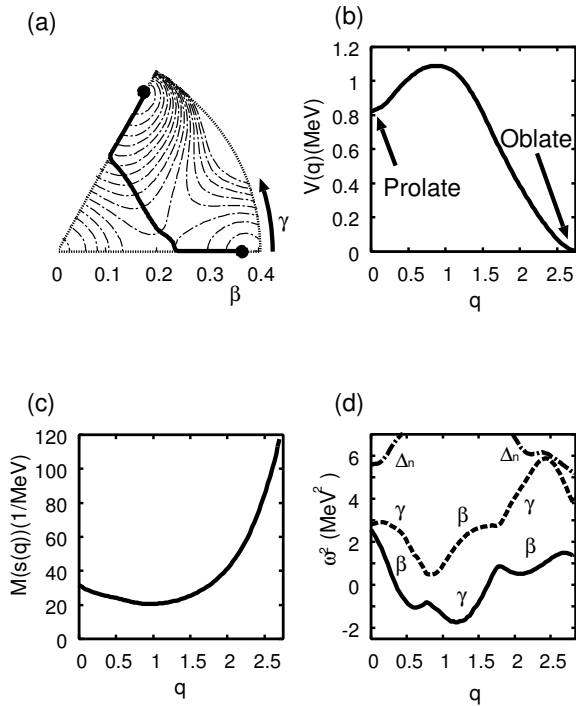 (a)
γ
0 0.1 0.2 0.3 0.4
β
(b)
V(q)(MeV)
1.2
1
0.8
0.6
0.4
0.2
0
Prolate
Oblate
0 0.5 1 1.5 2 2.5
q
(c)
M(s(q))(1/MeV)
120
100
80
60
40
20
0
0 0.5 1 1.5 2 2.5
q
(d)
ω² (MeV²)
6
4
2
0
-2
Δn
Δn
γ
β
γ
β
γ
β
0 0.5 1 1.5 2 2.5
q